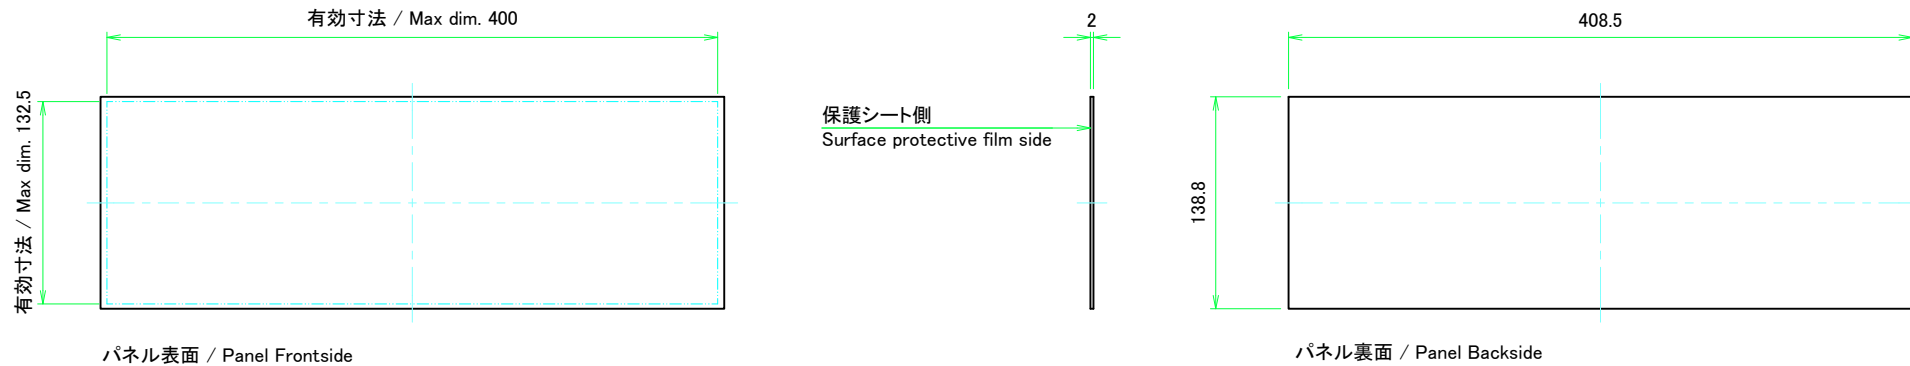 有効寸法 / Max dim. 400
2
408.5
有効寸法 / Max dim. 132.5
保護シート側
Surface protective film side
138.8
パネル表面 / Panel Frontside
パネル裏面 / Panel Backside